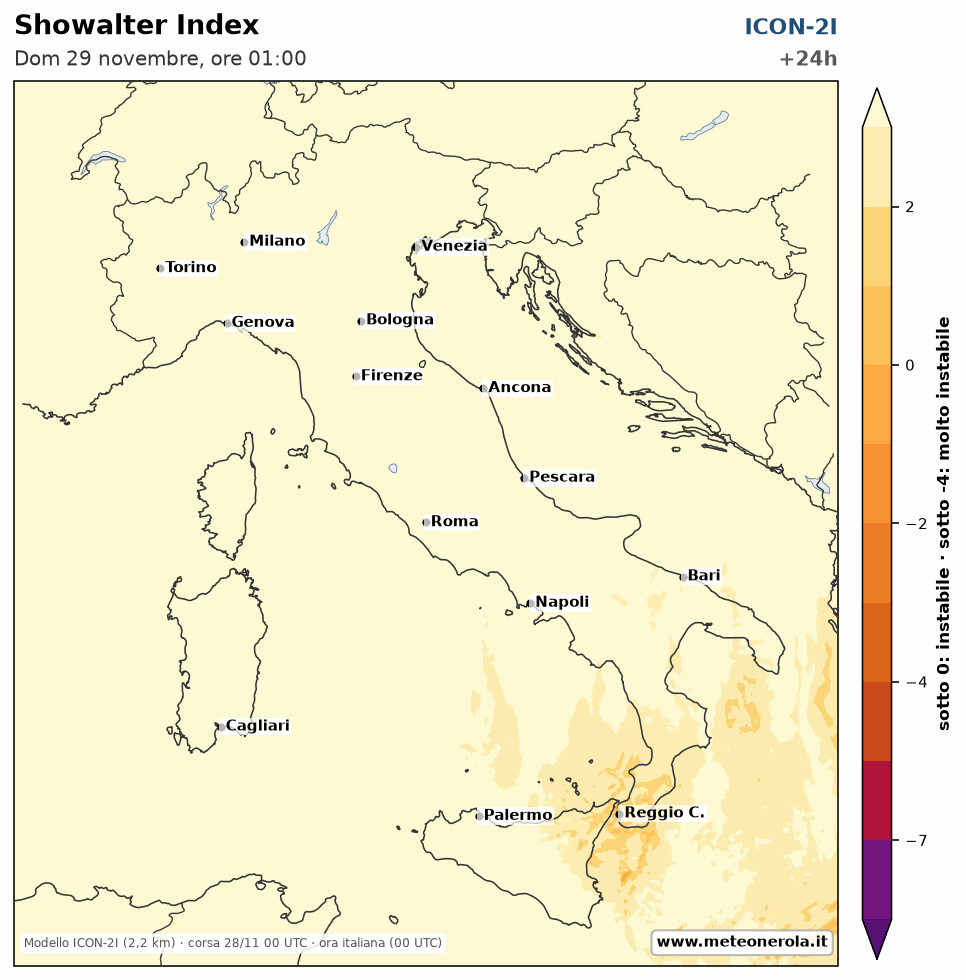 Showalter Index
ICON-2I
Dom 29 novembre, ore 01:00
+24h
Milano
Venezia
Torino
Genova
Bologna
Firenze
Ancona
Pescara
Roma
Bari
Napoli
Cagliari
Palermo
Reggio C.
2
0
−2
−4
−7
sotto 0: instabile · sotto -4: molto instabile
Modello ICON-2I (2,2 km) · corsa 28/11 00 UTC · ora italiana (00 UTC)
www.meteonerola.it